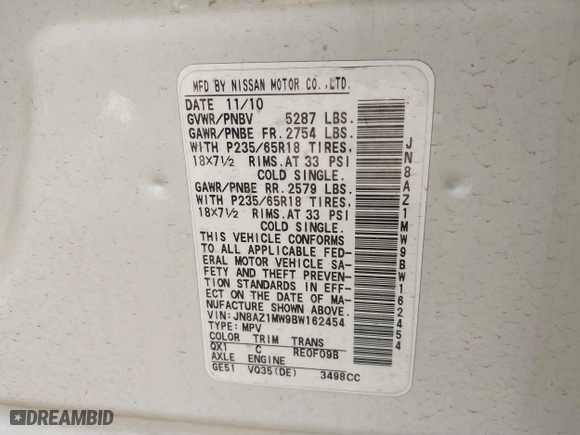 MFD BY NISSAN MOTOR CO.,LTD.
DATE 11/10
GVWR/PNBV 5287 LBS.
GAWR/PNBE FR. 2754 LBS.
WITH P235/65R18 TIRES.
18X7½ RIMS. AT 33 PSI
COLD SINGLE.
GAWR/PNBE RR. 2579 LBS.
WITH P235/65R18 TIRES.
18X7½ RIMS. AT 33 PSI
COLD SINGLE.
THIS VEHICLE CONFORMS
TO ALL APPLICABLE FED-
ERAL MOTOR VEHICLE SA-
FETY AND THEFT PREVEN-
TION STANDARDS IN EFF-
ECT ON THE DATE OF MA-
NUFACTURE SHOWN ABOVE.
VIN: JN8AZ1MW9BW162454
TYPE: MPV
COLOR TRIM TRANS
QX1 C RE0F09B
AXLE ENGINE
GE51 VQ35(DE) 3498CC
JN8AZ1MW9BW162454
DREAMBID